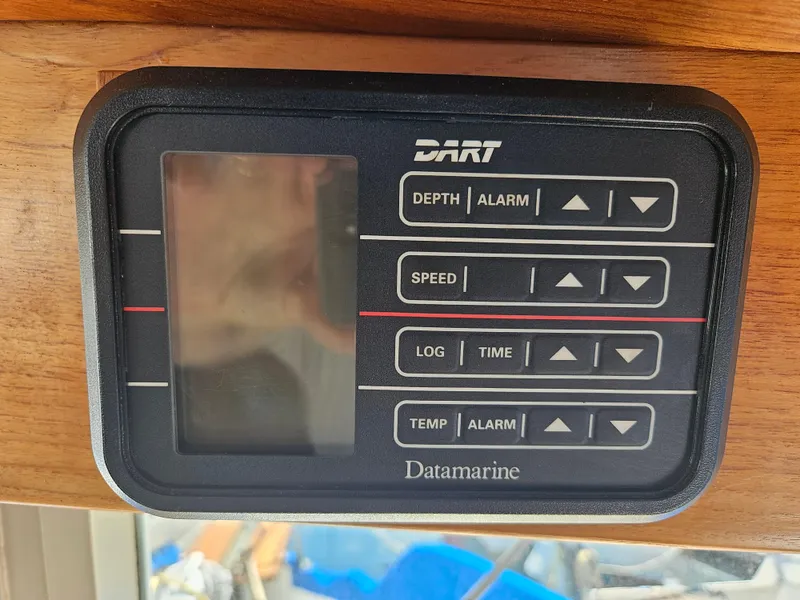 DART
DEPTH ALARM
SPEED
LOG TIME
TEMP ALARM
Datamarine